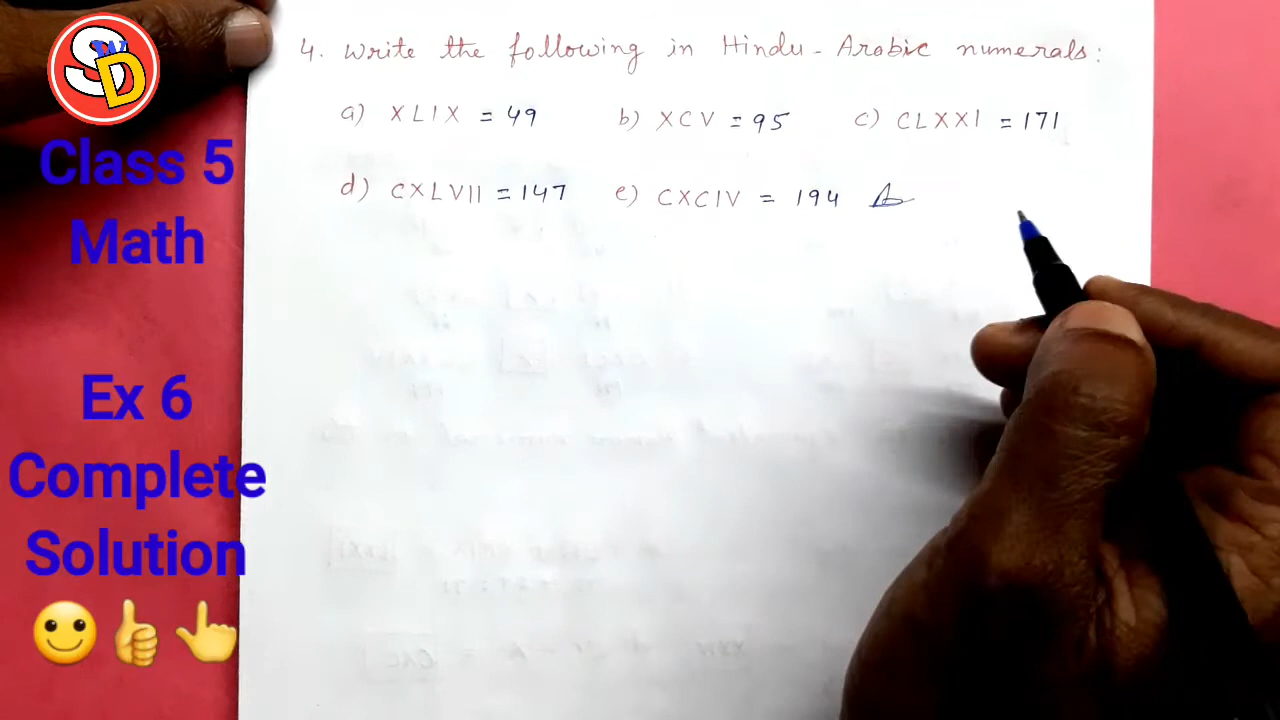 SWD
Class 5
Math
Ex 6
Complete
Solution
4. Write the following in Hindu-Arabic numerals:
a) XLIX = 49 b) XCV = 95 c) CLXXI = 171
d) CXLVII = 147 e) CXCIV = 194